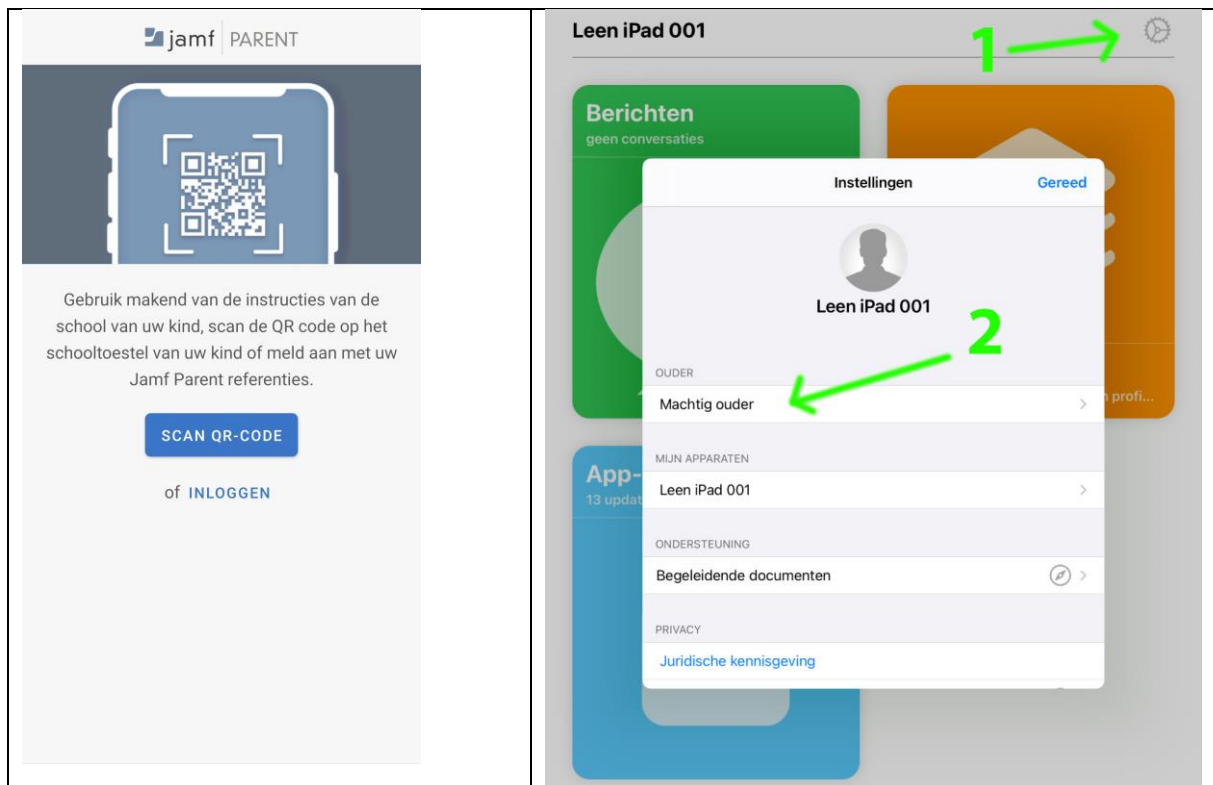 jamf PARENT
Gebruik makend van de instructies van de
school van uw kind, scan de QR code op het
schooltoestel van uw kind of meld aan met uw
Jamf Parent referenties.
SCAN QR-CODE
of INLOGGEN
Leen iPad 001
1
Berichten
geen conversaties
Instellingen
Gereed
Leen iPad 001
2
OUDER
Machtig ouder
profi...
MIJN APPARATEN
App-
Leen iPad 001
13 updat
ONDERSTEUNING
Begeleidende documenten
PRIVACY
Juridische kennisgeving